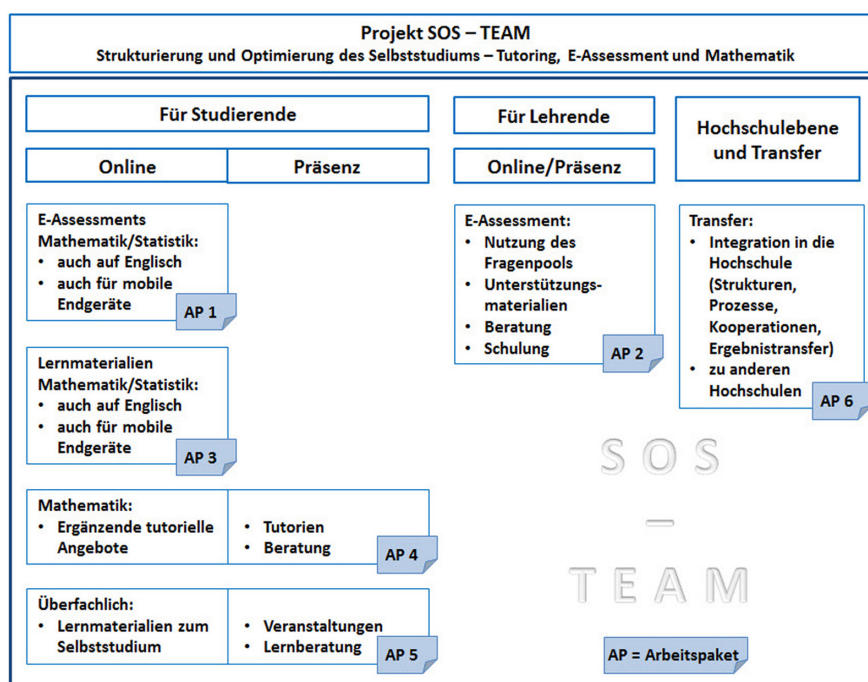 Projekt SOS – TEAM
Strukturierung und Optimierung des Selbststudiums – Tutoring, E-Assessment und Mathematik
Für Studierende
Online
Präsenz
Für Lehrende
Online/Präsenz
Hochschulebene
und Transfer
E-Assessments
Mathematik/Statistik:
• auch auf Englisch
• auch für mobile
Endgeräte
AP 1
E-Assessment:
• Nutzung des
Fragenpools
• Unterstützungs-
materialien
• Beratung
• Schulung
AP 2
Transfer:
• Integration in die
Hochschule
(Strukturen,
Prozesse,
Kooperationen,
Ergebnistransfer)
• zu anderen
Hochschulen
AP 6
Lernmaterialien
Mathematik/Statistik:
• auch auf Englisch
• auch für mobile
Endgeräte
AP 3
Mathematik:
• Ergänzende tutorielle
Angebote
• Tutorien
• Beratung
AP 4
Überfachlich:
• Lernmaterialien zum
Selbststudium
• Veranstaltungen
• Lernberatung
AP 5
SOS
–
TEAM
AP = Arbeitspaket